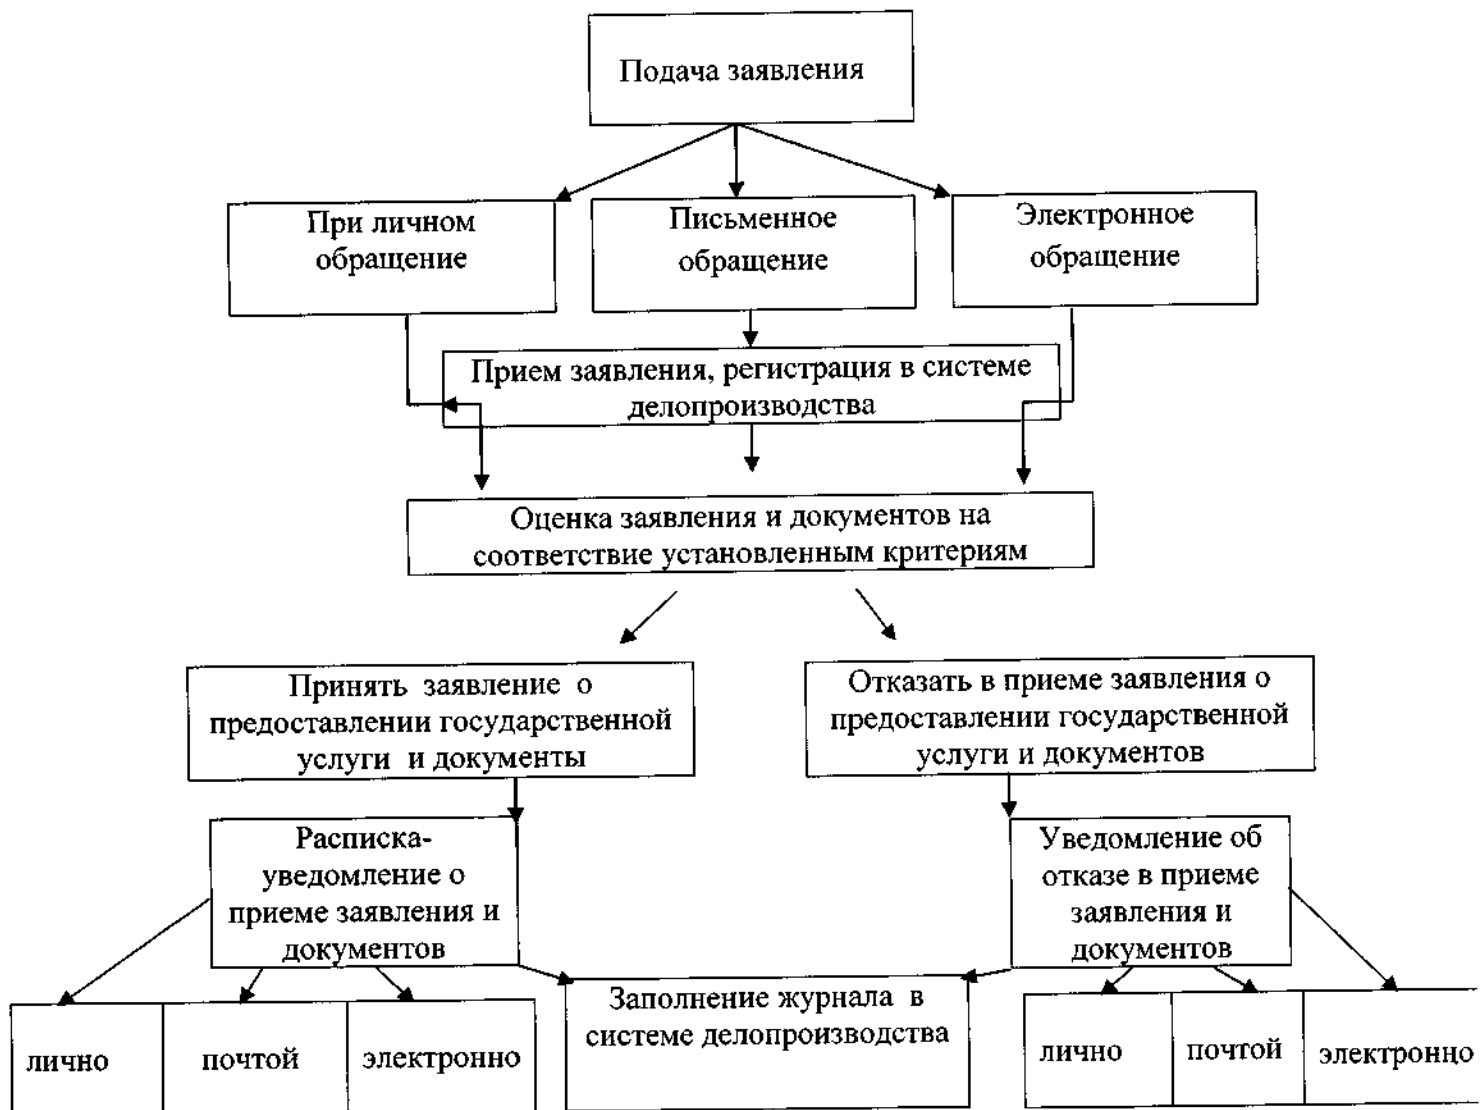 Подача заявления
При личном
обращение
Письменное
обращение
Электронное
обращение
Прием заявления, регистрация в системе
делопроизводства
Оценка заявления и документов на
соответствие установленным критериям
Принять заявление о
предоставлении государственной
услуги и документы
Отказать в приеме заявления о
предоставлении государственной
услуги и документов
Расписка-
уведомление о
приеме заявления и
документов
Уведомление об
отказе в приеме
заявления и
документов
лично
почтой
электронно
Заполнение журнала в
системе делопроизводства
лично
почтой
электронно